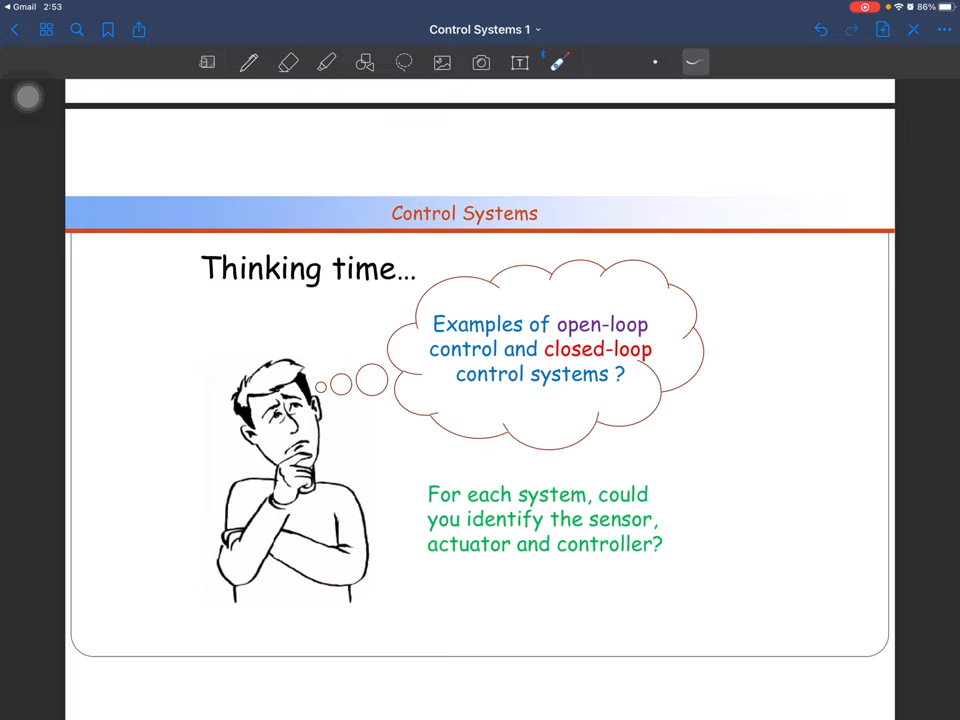 Gmail 2:53
86%
Control Systems 1
T
Control Systems
Thinking time...
Examples of open-loop
control and closed-loop
control systems ?
For each system, could
you identify the sensor,
actuator and controller?